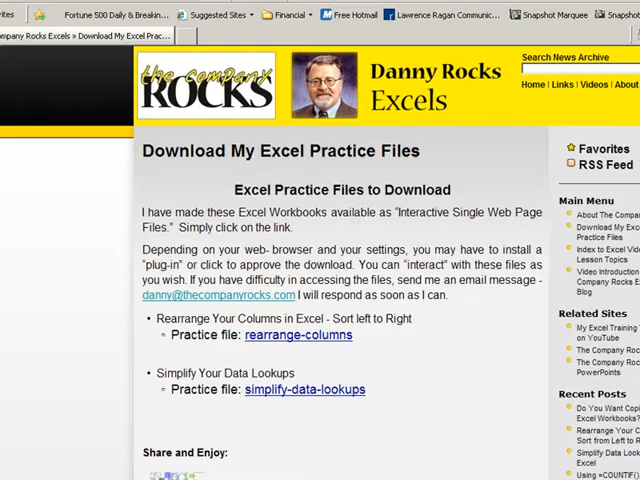 rites
Fortune 500 Daily & Breakin...
Suggested Sites
Financial
Free Hotmail
Lawrence Ragan Communic...
Snapshot Marquee
Snapsho
ompany Rocks Excels » Download My Excel Prac...
the company
ROCKS
Danny Rocks
Excels
Search News Archive
Home | Links | Videos | About
Download My Excel Practice Files
Excel Practice Files to Download
I have made these Excel Workbooks available as “Interactive Single Web Page
Files.” Simply click on the link.
Depending on your web- browser and your settings, you may have to install a
“plug-in” or click to approve the download. You can “interact” with these files as
you wish. If you have difficulty in accessing the files, send me an email message -
danny@thecompanyrocks.com I will respond as soon as I can.
• Rearrange Your Columns in Excel - Sort left to Right
Practice file: rearrange-columns
• Simplify Your Data Lookups
Practice file: simplify-data-lookups
Share and Enjoy:
Favorites
RSS Feed
Main Menu
About The Compa
Download My Exc
Practice Files
Index to Excel Vid
Lesson Topics
Video Introduction
Company Rocks E
Blog
Related Sites
My Excel Training
on YouTube
The Company Roc
The Company Roc
PowerPoints
Recent Posts
Do You Want Copi
Excel Workbooks?
Rearrange Your C
Sort from Left to R
Simplify Data Look
Excel
Using =COUNTIF()